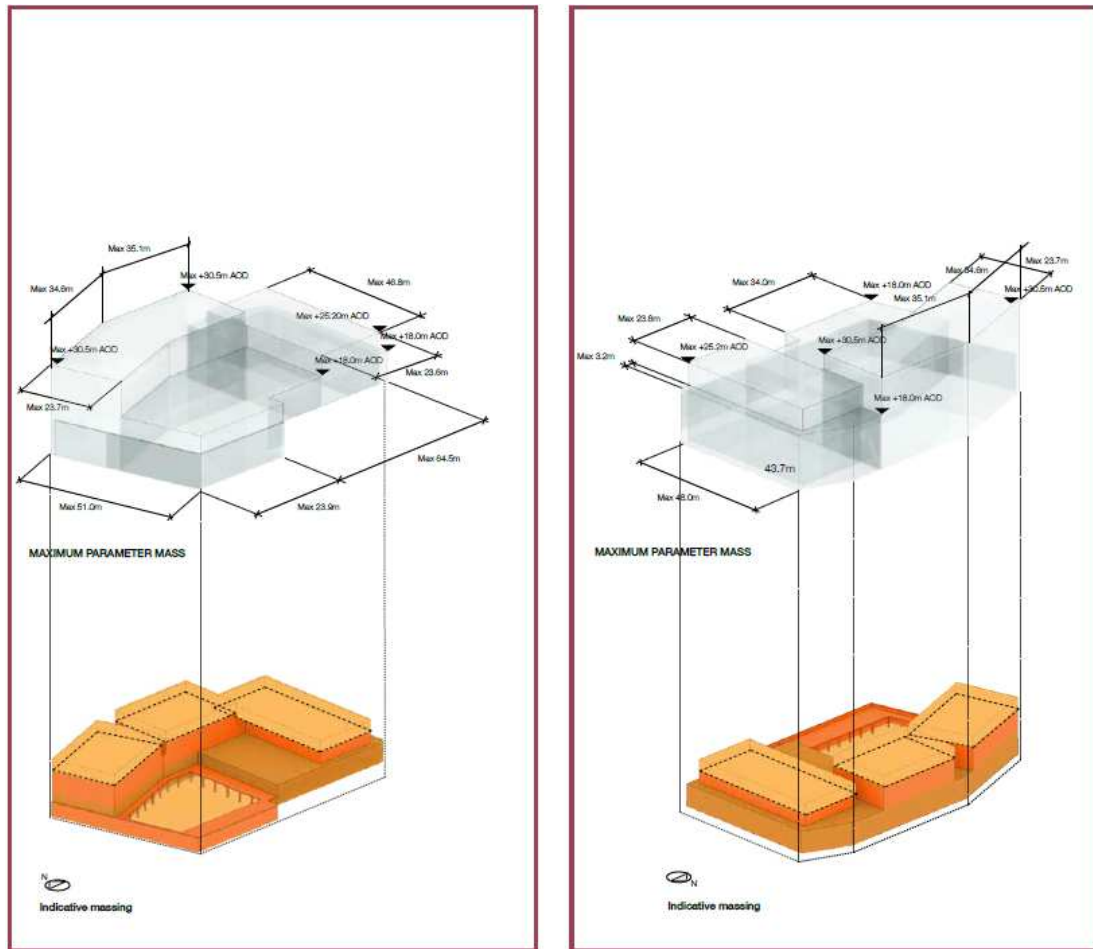 Max 35.1m
Max 34.6m
Max +30.5m AOD
Max 46.8m
Max +25.20m AOD
Max +18.0m AOD
Max +30.5m AOD
Max +18.0m AOD
Max 23.6m
Max 23.7m
Max 64.5m
Max 51.0m
Max 23.9m
MAXIMUM PARAMETER MASS
N
Indicative massing
Max 23.7m
Max 34.6m
Max 34.0m
Max +18.0m AOD
Max +30.5m AOD
Max 35.1m
Max 23.8m
Max +25.2m AOD
Max +30.5m AOD
Max 3.2m
Max +18.0m AOD
43.7m
Max 48.0m
MAXIMUM PARAMETER MASS
N
Indicative massing